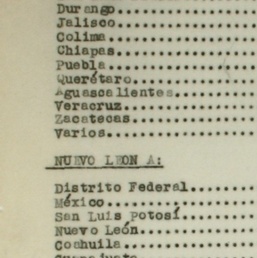 Durango..............
Jalisco..............
Colima...............
Chiapas..............
Puebla...............
Querétaro............
Aguascalientes.......
Veracruz.............
Zacatecas............
Varios...............
NUEVO LEON A:
Distrito Federal.....
México...............
San Luis Potosí......
Nuevo León...........
Coahuila.............